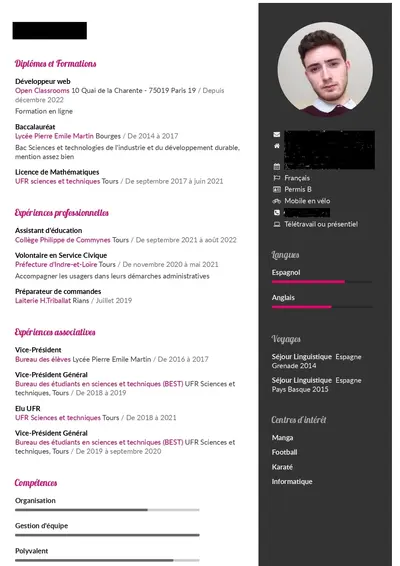 Diplômes et Formations
Développeur web
Open Classrooms 10 Quai de la Charente - 75019 Paris 19 / Depuis
décembre 2022
Formation en ligne
Baccalauréat
Lycée Pierre Emile Martin Bourges / De 2014 à 2017
Bac Sciences et technologies de l'industrie et du développement durable,
mention assez bien
Licence de Mathématiques
UFR sciences et techniques Tours / De septembre 2017 à juin 2021
Expériences professionnelles
Assistant d'éducation
Collège Philippe de Commynes Tours / De septembre 2021 à août 2022
Volontaire en Service Civique
Préfecture d'Indre-et-Loire Tours / De novembre 2020 à mai 2021
Accompagner les usagers dans leurs démarches administratives
Préparateur de commandes
Laiterie H.Triballat Rians / Juillet 2019
Expériences associatives
Vice-Président
Bureau des élèves Lycée Pierre Emile Martin / De 2016 à 2017
Vice-Président Général
Bureau des étudiants en sciences et techniques (BEST) UFR Sciences et
techniques, Tours / De 2018 à 2019
Elu UFR
UFR Sciences et techniques Tours / De 2018 à 2021
Vice-Président Général
Bureau des étudiants en sciences et techniques (BEST) UFR Sciences et
techniques, Tours / De 2019 à septembre 2020
Compétences
Organisation
Gestion d'équipe
Polyvalent
Français
Permis B
Mobile en vélo
Télétravail ou présentiel
Langues
Espagnol
Anglais
Voyages
Séjour Linguistique Espagne
Grenade 2014
Séjour Linguistique Espagne
Pays Basque 2015
Centres d'intérêt
Manga
Football
Karaté
Informatique